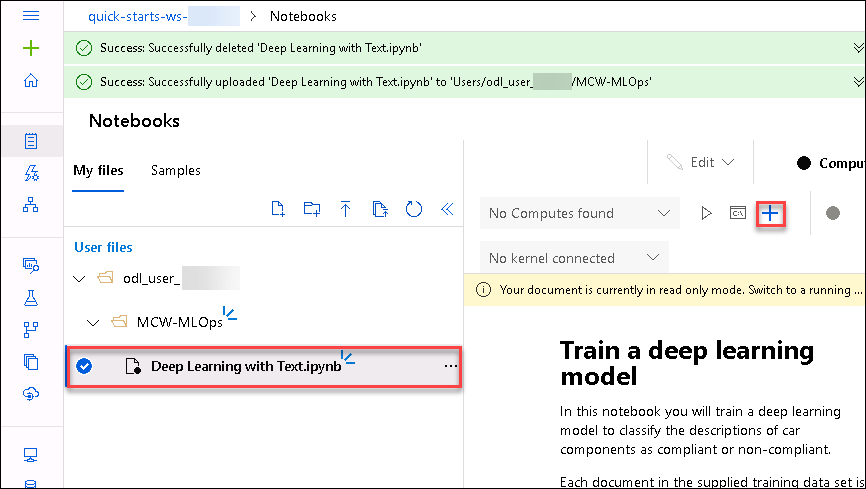 quick-starts-ws- > Notebooks
Success: Successfully deleted 'Deep Learning with Text.ipynb'
Success: Successfully uploaded 'Deep Learning with Text.ipynb' to 'Users/odl_user_ /MCW-MLOps'
Notebooks
My files Samples
Edit
Compu
No Computes found
No kernel connected
User files
odl_user_
MCW-MLOps
Deep Learning with Text.ipynb ...
Your document is currently in read only mode. Switch to a running ...
Train a deep learning
model
In this notebook you will train a deep learning
model to classify the descriptions of car
components as compliant or non-compliant.
Each document in the supplied training data set is